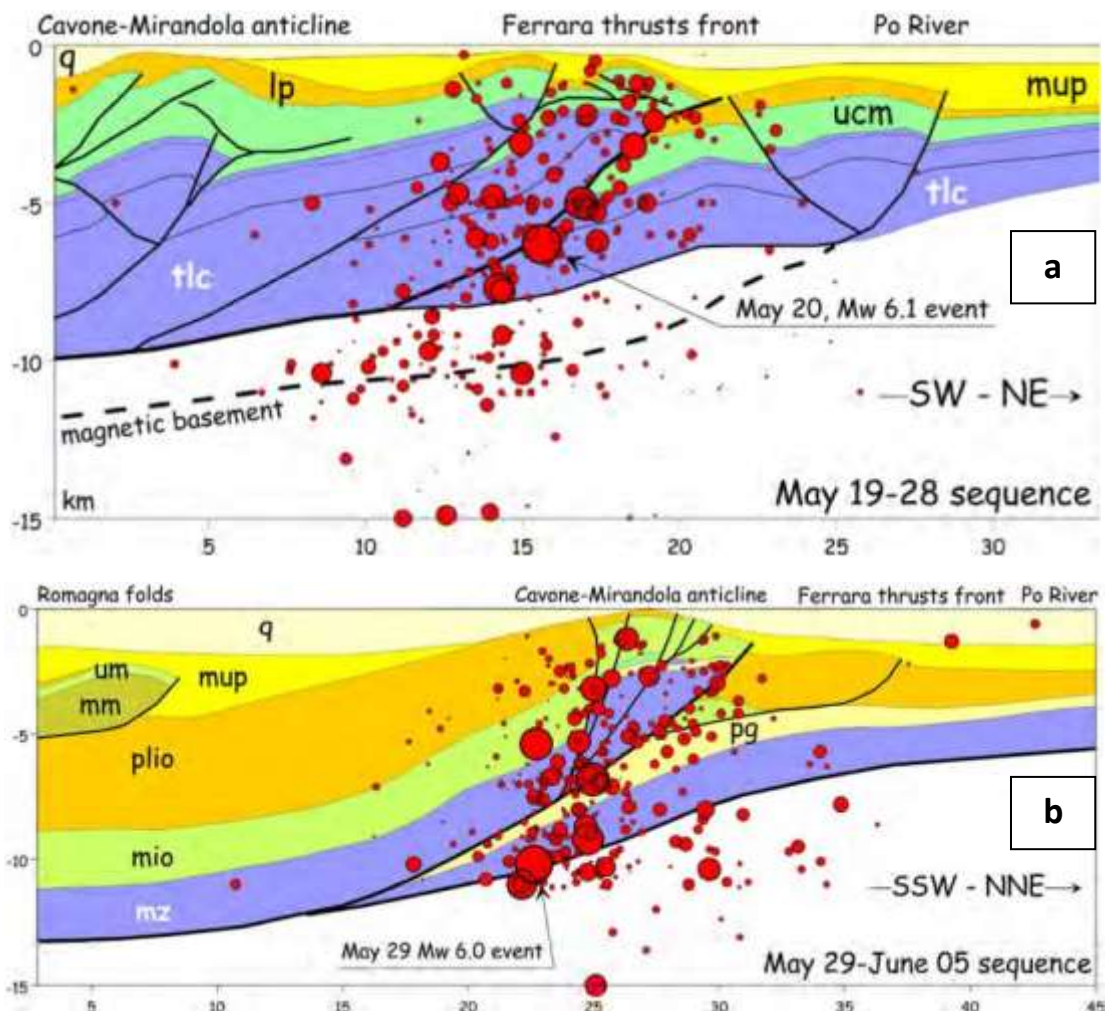 Cavone-Mirandola anticline Ferrara thrusts front Po River
0
q
lp
mup
ucm
-5
tlc
tlc
a
May 20, Mw 6.1 event
-10
magnetic basement
—SW - NE→
km
May 19-28 sequence
-15
5 10 15 20 25 30
Romagna folds Cavone-Mirandola anticline Ferrara thrusts front Po River
0
q
um
mup
mm
-5
pg
plio
b
mio
-10
—SSW - NNE→
mz
May 29 Mw 6.0 event
May 29-June 05 sequence
-15
5 10 15 20 25 30 35 40 45